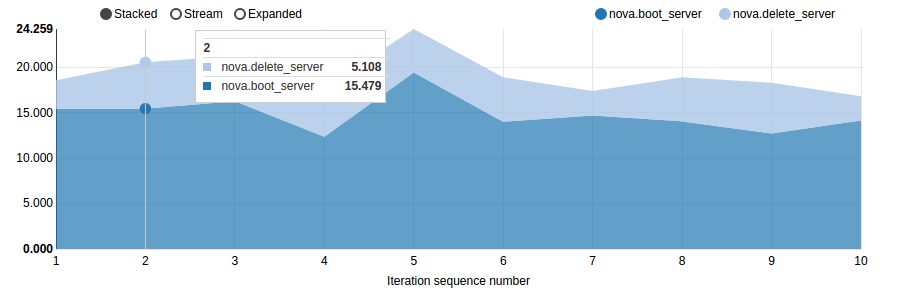 Stacked Stream Expanded nova.boot_server nova.delete_server
24.259
2
20.000
nova.delete_server 5.108
nova.boot_server 15.479
15.000
10.000
5.000
0.000
1 2 3 4 5 6 7 8 9 10
Iteration sequence number